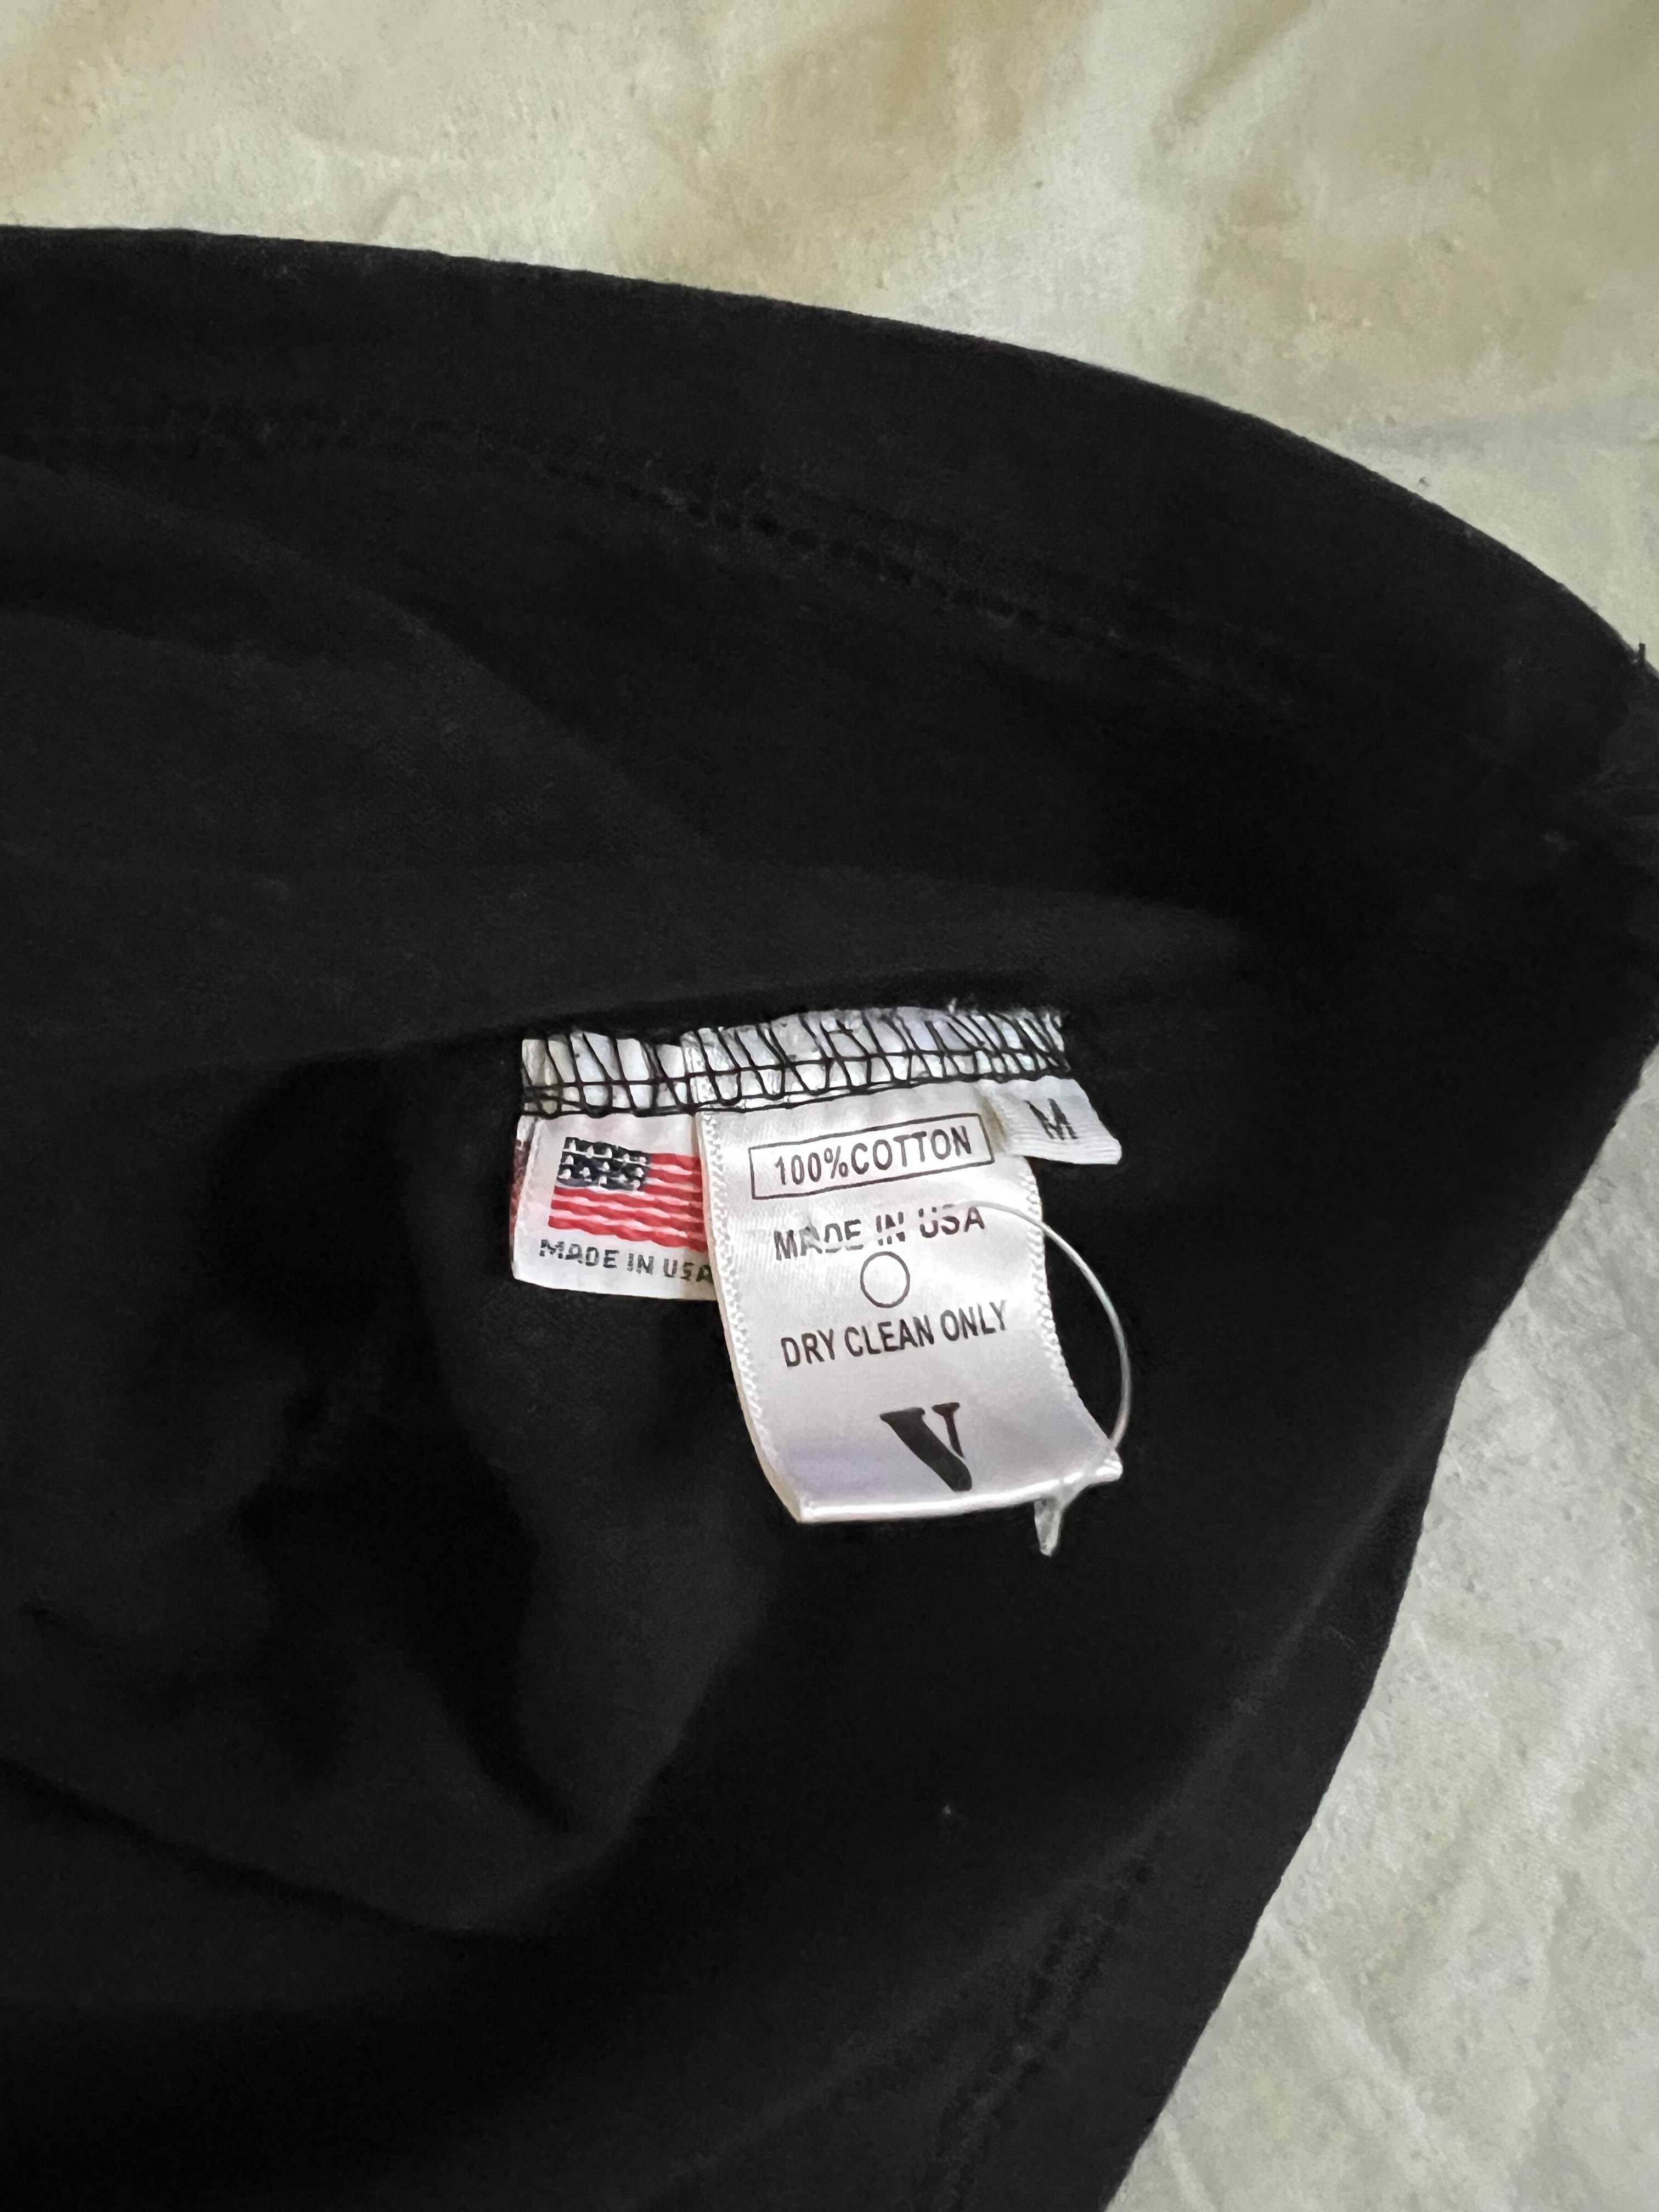 MADE IN USA
100%COTTON
MADE IN USA
DRY CLEAN ONLY
V
M